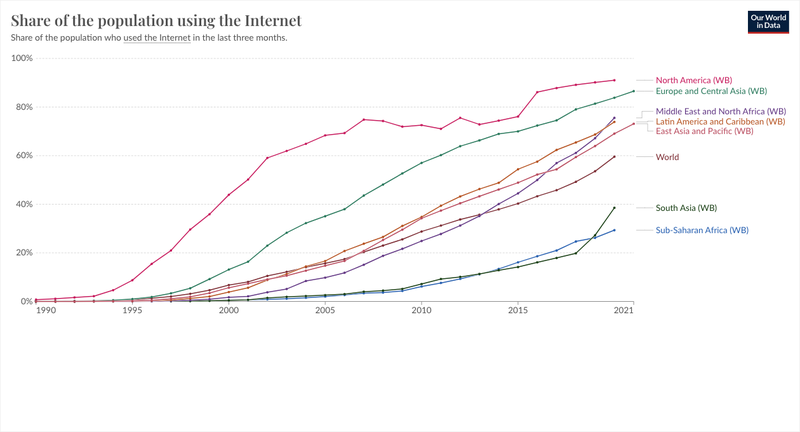 Share of the population using the Internet
Share of the population who used the Internet in the last three months.
Our World
in Data
100%
80%
60%
40%
20%
0%
1990
1995
2000
2005
2010
2015
2021
North America (WB)
Europe and Central Asia (WB)
Middle East and North Africa (WB)
Latin America and Caribbean (WB)
East Asia and Pacific (WB)
World
South Asia (WB)
Sub-Saharan Africa (WB)